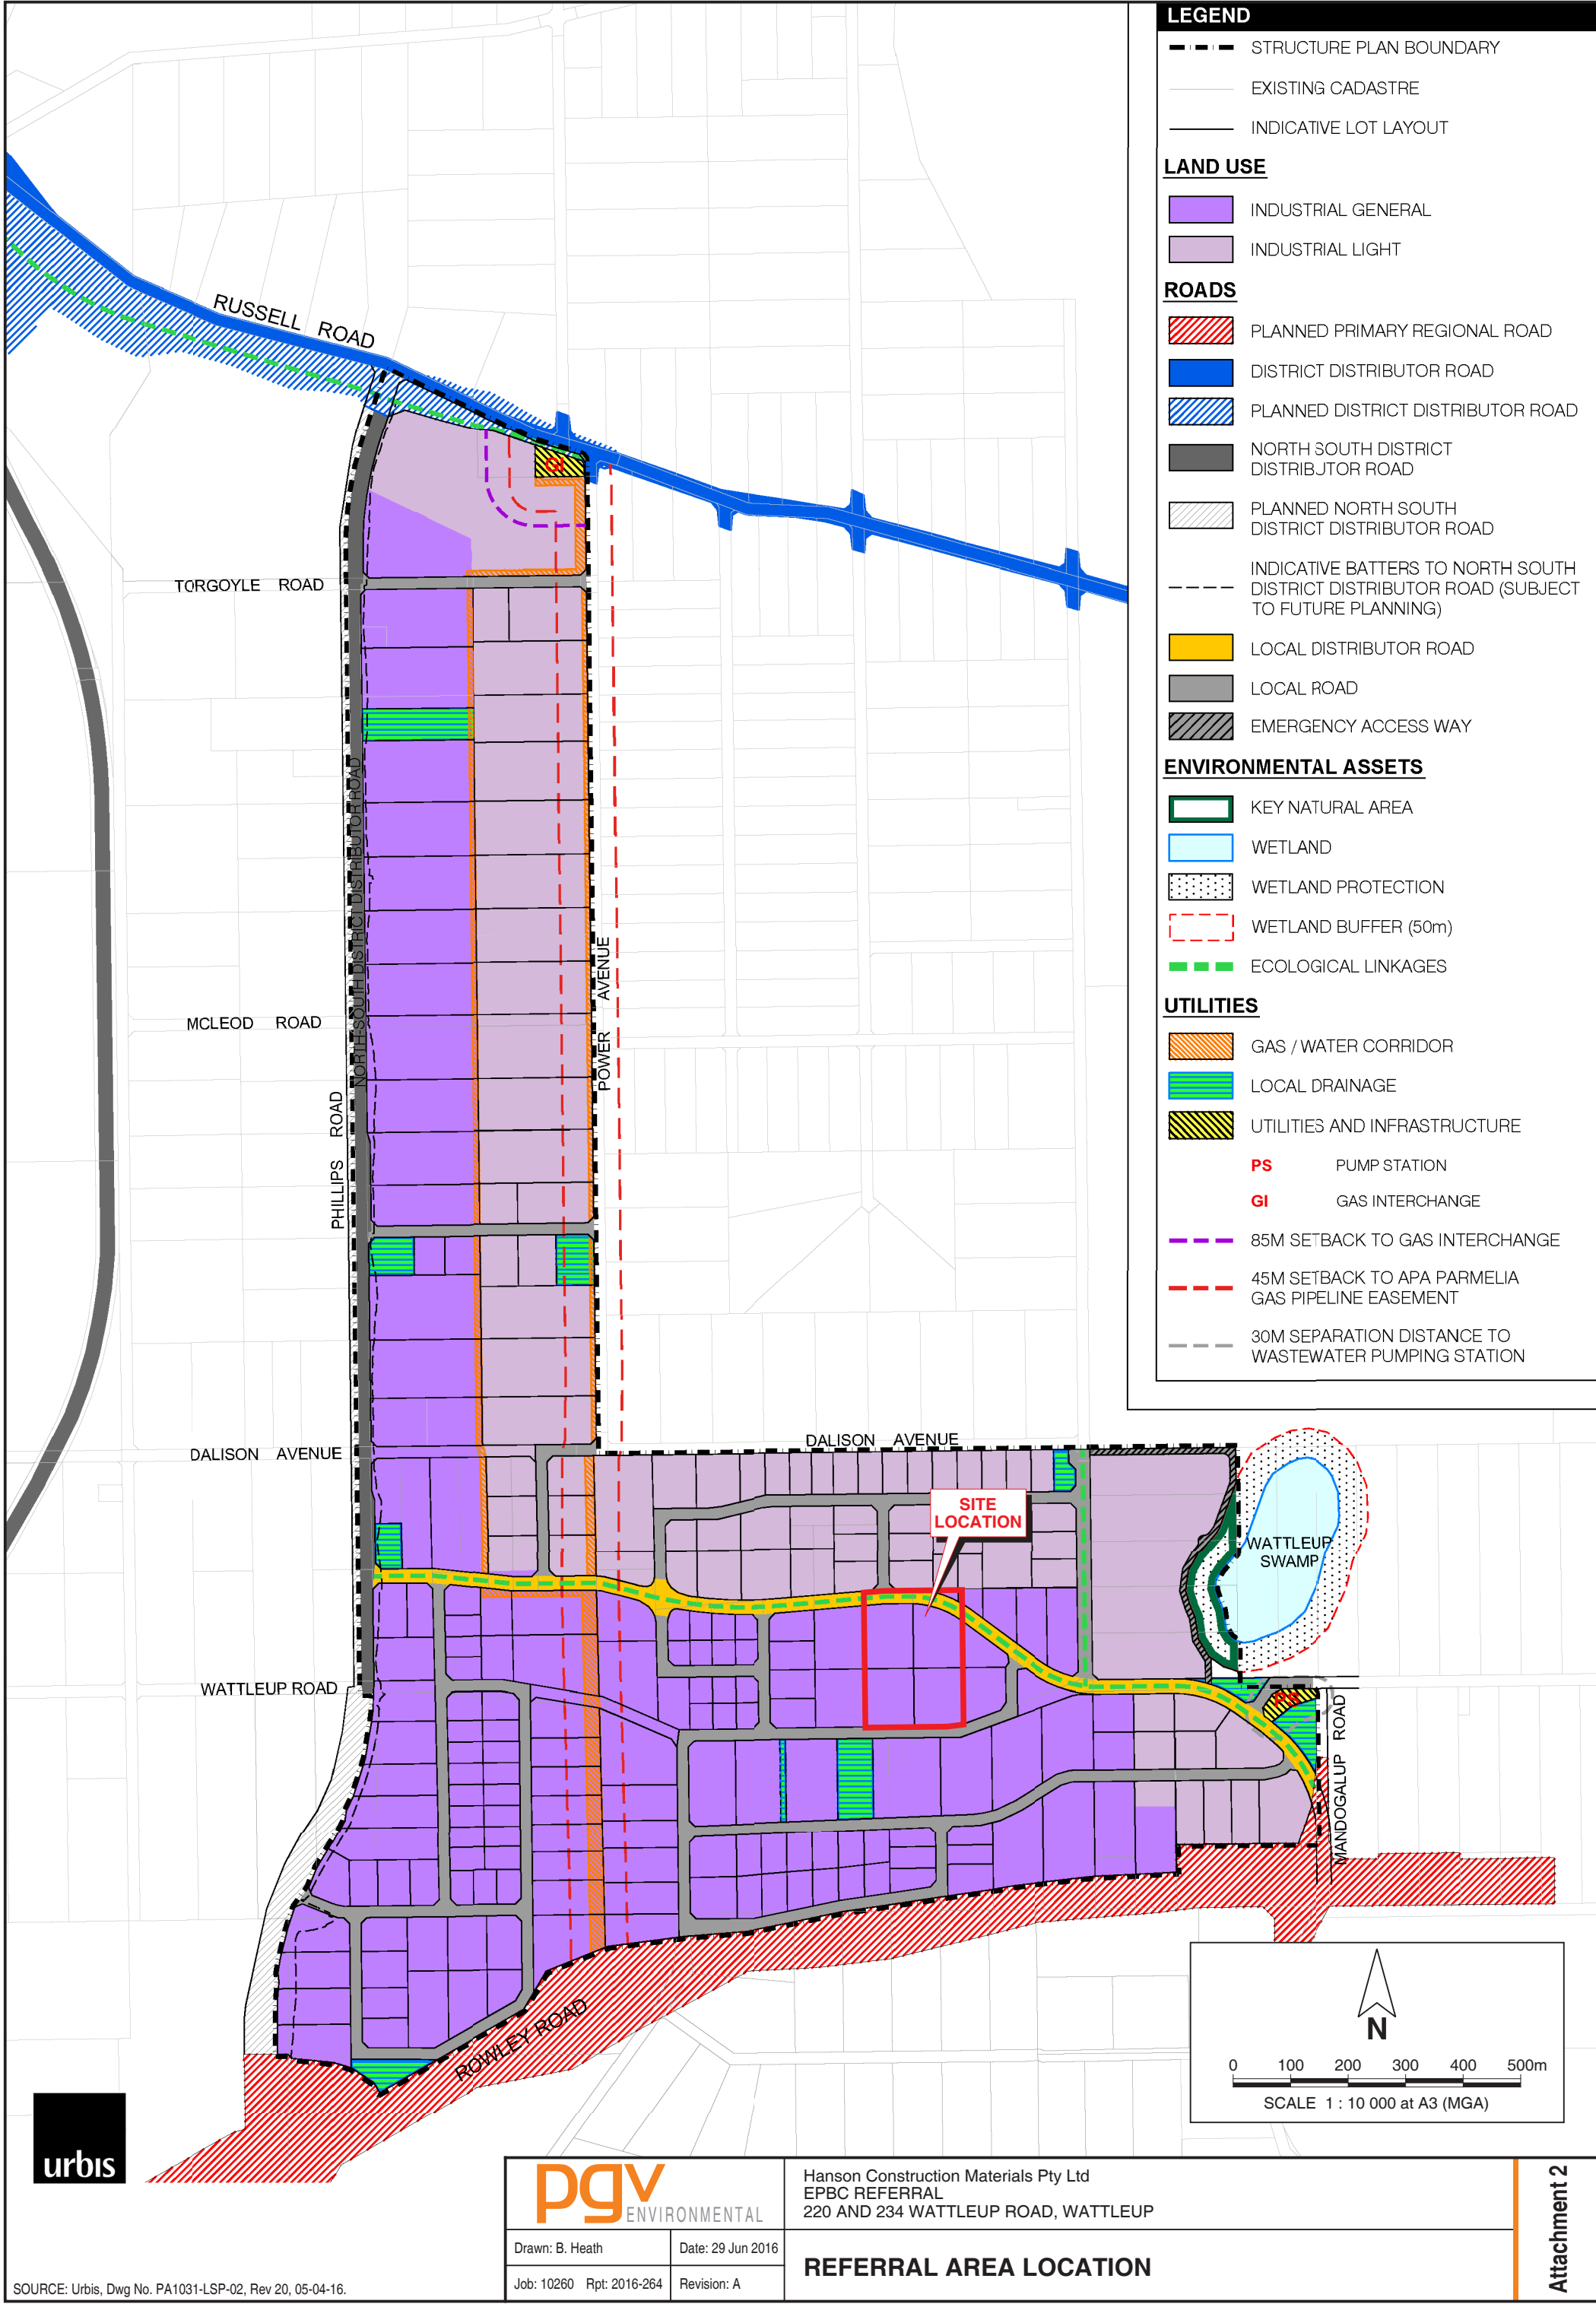 LEGEND
STRUCTURE PLAN BOUNDARY
EXISTING CADASTRE
INDICATIVE LOT LAYOUT
LAND USE
INDUSTRIAL GENERAL
INDUSTRIAL LIGHT
ROADS
PLANNED PRIMARY REGIONAL ROAD
DISTRICT DISTRIBUTOR ROAD
PLANNED DISTRICT DISTRIBUTOR ROAD
NORTH SOUTH DISTRICT
DISTRIBUTOR ROAD
PLANNED NORTH SOUTH
DISTRICT DISTRIBUTOR ROAD
INDICATIVE BATTERS TO NORTH SOUTH
DISTRICT DISTRIBUTOR ROAD (SUBJECT
TO FUTURE PLANNING)
LOCAL DISTRIBUTOR ROAD
LOCAL ROAD
EMERGENCY ACCESS WAY
ENVIRONMENTAL ASSETS
KEY NATURAL AREA
WETLAND
WETLAND PROTECTION
WETLAND BUFFER (50m)
ECOLOGICAL LINKAGES
UTILITIES
GAS / WATER CORRIDOR
LOCAL DRAINAGE
UTILITIES AND INFRASTRUCTURE
PS PUMP STATION
GI GAS INTERCHANGE
85M SETBACK TO GAS INTERCHANGE
45M SETBACK TO APA PARMELIA
GAS PIPELINE EASEMENT
30M SEPARATION DISTANCE TO
WASTEWATER PUMPING STATION
RUSSELL ROAD
GI
TORGOYLE ROAD
NORTH SOUTH DISTRICT DISTRIBUTOR ROAD
POWER AVENUE
MCLEOD ROAD
PHILLIPS ROAD
DALISON AVENUE
DALISON AVENUE
SITE
LOCATION
WATTLEUP
SWAMP
WATTLEUP ROAD
PS
MANDOGALUP ROAD
ROWLEY ROAD
N
0 100 200 300 400 500m
SCALE 1 : 10 000 at A3 (MGA)
urbis
pgv
ENVIRONMENTAL
Hanson Construction Materials Pty Ltd
EPBC REFERRAL
220 AND 234 WATTLEUP ROAD, WATTLEUP
Drawn: B. Heath
Date: 29 Jun 2016
Job: 10260 Rpt: 2016-264
Revision: A
REFERRAL AREA LOCATION
Attachment 2
SOURCE: Urbis, Dwg No. PA1031-LSP-02, Rev 20, 05-04-16.